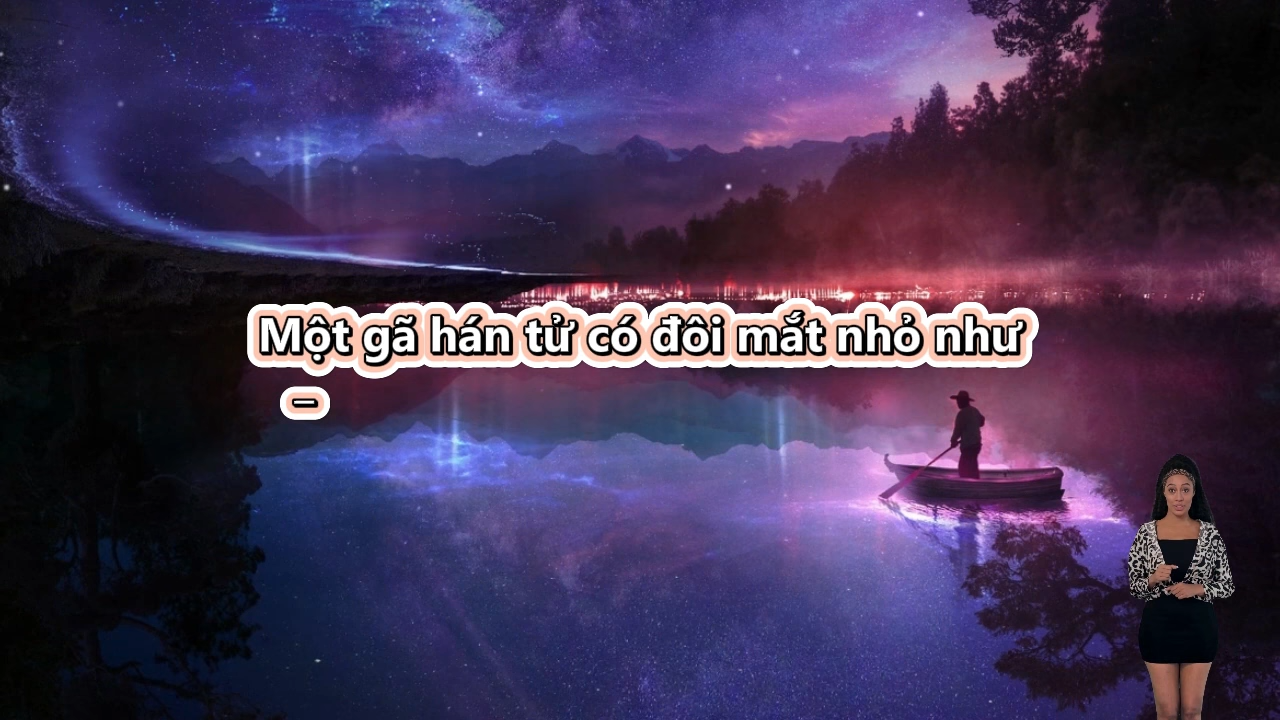 Một gã hán tử có đôi mắt nhỏ như
–